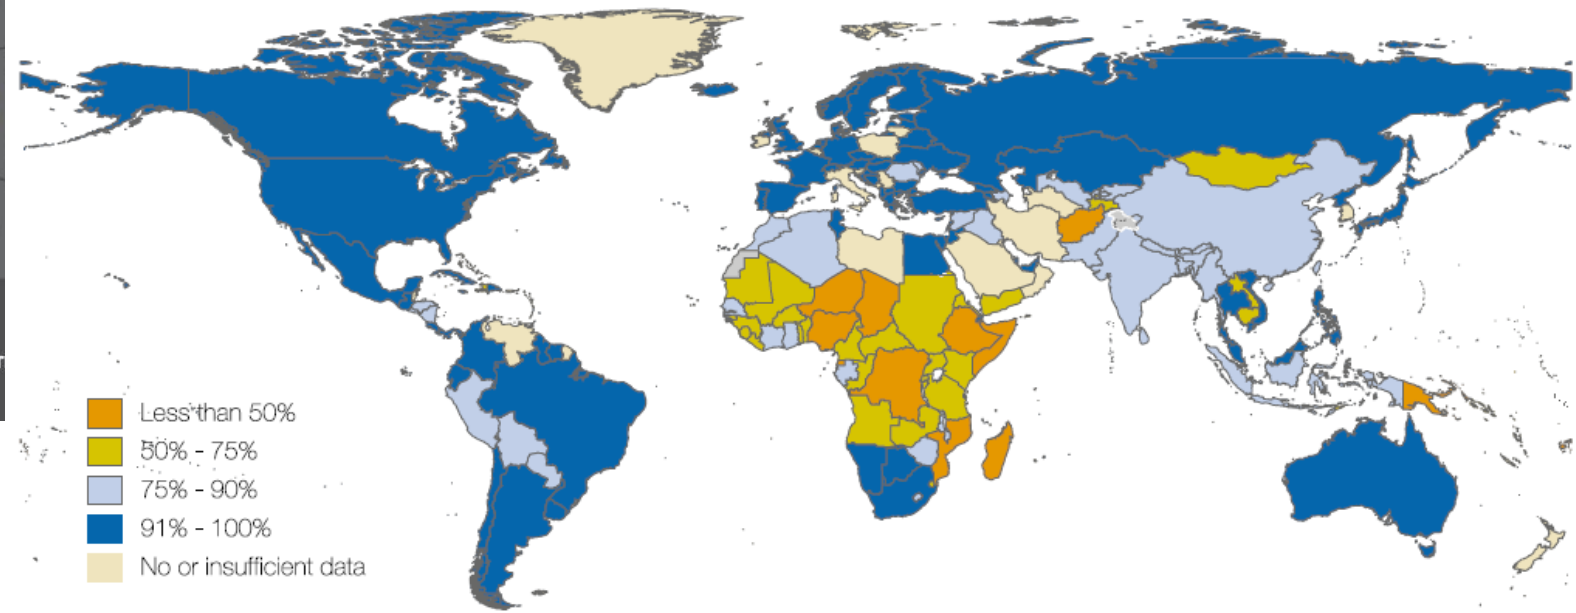 Less than 50%
50% - 75%
75% - 90%
91% - 100%
No or insufficient data